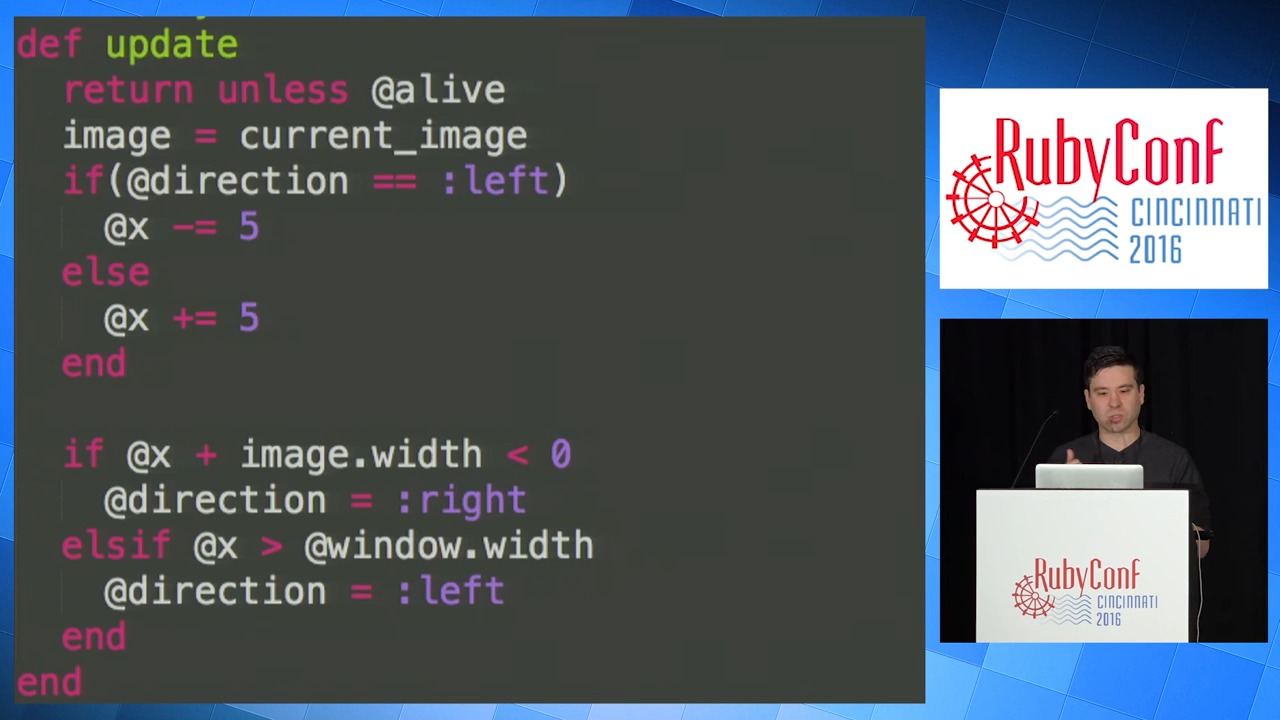 def update
return unless @alive
image = current_image
if(@direction == :left)
@x -= 5
else
@x += 5
end
if @x + image.width < 0
@direction = :right
elsif @x > @window.width
@direction = :left
end
end
RubyConf
CINCINNATI
2016
RubyConf
CINCINNATI
2016